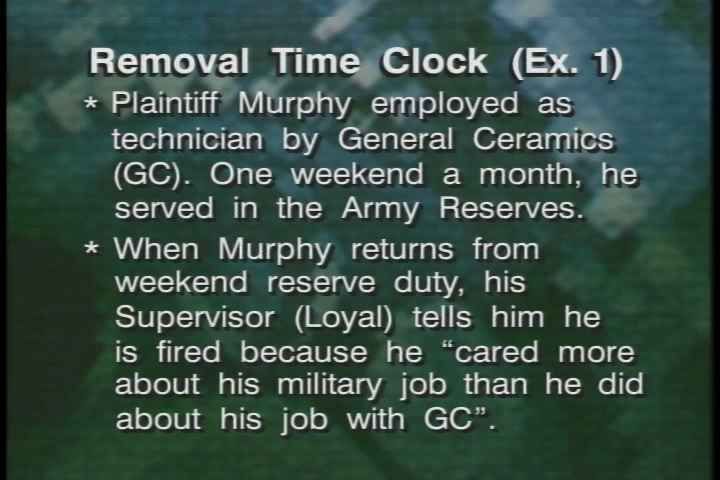 Removal Time Clock (Ex. 1)
* Plaintiff Murphy employed as
technician by General Ceramics
(GC). One weekend a month, he
served in the Army Reserves.
* When Murphy returns from
weekend reserve duty, his
Supervisor (Loyal) tells him he
is fired because he “cared more
about his military job than he did
about his job with GC”.